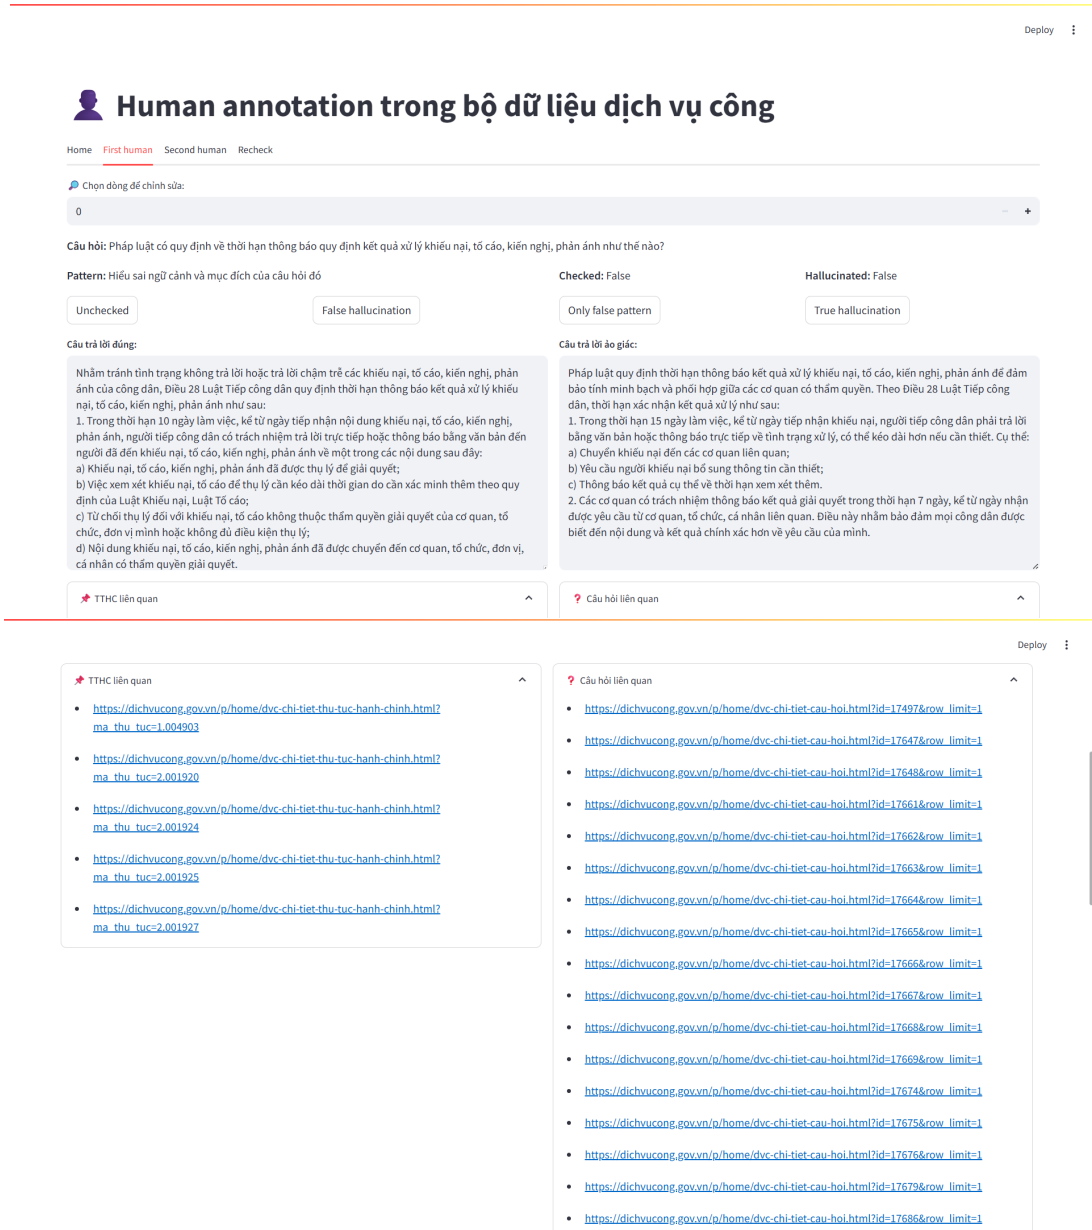 Deploy
Human annotation trong bộ dữ liệu dịch vụ công
Home First human Second human Recheck
Chọn dòng để chỉnh sửa:
0
Câu hỏi: Pháp luật có quy định về thời hạn thông báo quy định kết quả xử lý khiếu nại, tố cáo, kiến nghị, phản ánh như thế nào?
Pattern: Hiểu sai ngữ cảnh và mục đích của câu hỏi đó
Checked: False
Hallucinated: False
Unchecked
False hallucination
Only false pattern
True hallucination
Câu trả lời đúng:
Nhằm tránh tình trạng không trả lời hoặc trả lời chậm trễ các khiếu nại, tố cáo, kiến nghị, phản
ánh của công dân, Điều 28 Luật Tiếp công dân quy định thời hạn thông báo kết quả xử lý khiếu
nại, tố cáo, kiến nghị, phản ánh như sau:
1. Trong thời hạn 10 ngày làm việc, kể từ ngày tiếp nhận nội dung khiếu nại, tố cáo, kiến nghị,
phản ánh, người tiếp công dân có trách nhiệm trả lời trực tiếp hoặc thông báo bằng văn bản đến
người đã đến khiếu nại, tố cáo, kiến nghị, phản ánh về một trong các nội dung sau đây:
a) Khiếu nại, tố cáo, kiến nghị, phản ánh đã được thụ lý để giải quyết;
b) Việc xem xét khiếu nại, tố cáo để thụ lý cần kéo dài thời gian do cần xác minh thêm theo quy
định của Luật Khiếu nại, Luật Tố cáo;
c) Từ chối thụ lý đối với khiếu nại, tố cáo không thuộc thẩm quyền giải quyết của cơ quan, tổ
chức, đơn vị mình hoặc không đủ điều kiện thụ lý;
d) Nội dung khiếu nại, tố cáo, kiến nghị, phản ánh đã được chuyển đến cơ quan, tổ chức, đơn vị,
cá nhân có thẩm quyền giải quyết.
Câu trả lời ảo giác:
Pháp luật quy định thời hạn thông báo kết quả xử lý khiếu nại, tố cáo, kiến nghị, phản ánh để đảm
bảo tính minh bạch và phối hợp giữa các cơ quan có thẩm quyền. Theo Điều 28 Luật Tiếp công
dân, thời hạn xác nhận kết quả xử lý như sau:
1. Trong thời hạn 15 ngày làm việc, kể từ ngày tiếp nhận khiếu nại, người tiếp công dân phải trả lời
bằng văn bản hoặc thông báo trực tiếp về tình trạng xử lý, có thể kéo dài hơn nếu cần thiết. Cụ thể:
a) Chuyển khiếu nại đến các cơ quan liên quan;
b) Yêu cầu người khiếu nại bổ sung thông tin cần thiết;
c) Thông báo kết quả cụ thể về thời hạn xem xét thêm.
2. Các cơ quan có trách nhiệm thông báo kết quả giải quyết trong thời hạn 7 ngày, kể từ ngày nhận
được yêu cầu từ cơ quan, tổ chức, cá nhân liên quan. Điều này nhằm bảo đảm mọi công dân được
biết đến nội dung và kết quả chính xác hơn về yêu cầu của mình.
TTHC liên quan
Câu hỏi liên quan
Deploy
TTHC liên quan
https://dichvucong.gov.vn/p/home/dvc-chi-tiet-thu-tuc-hanh-chinh.html?
ma_thu_tuc=1.004903
https://dichvucong.gov.vn/p/home/dvc-chi-tiet-thu-tuc-hanh-chinh.html?
ma_thu_tuc=2.001920
https://dichvucong.gov.vn/p/home/dvc-chi-tiet-thu-tuc-hanh-chinh.html?
ma_thu_tuc=2.001924
https://dichvucong.gov.vn/p/home/dvc-chi-tiet-thu-tuc-hanh-chinh.html?
ma_thu_tuc=2.001925
https://dichvucong.gov.vn/p/home/dvc-chi-tiet-thu-tuc-hanh-chinh.html?
ma_thu_tuc=2.001927
Câu hỏi liên quan
https://dichvucong.gov.vn/p/home/dvc-chi-tiet-cau-hoi.html?id=17497&row_limit=1
https://dichvucong.gov.vn/p/home/dvc-chi-tiet-cau-hoi.html?id=17647&row_limit=1
https://dichvucong.gov.vn/p/home/dvc-chi-tiet-cau-hoi.html?id=17648&row_limit=1
https://dichvucong.gov.vn/p/home/dvc-chi-tiet-cau-hoi.html?id=17661&row_limit=1
https://dichvucong.gov.vn/p/home/dvc-chi-tiet-cau-hoi.html?id=17662&row_limit=1
https://dichvucong.gov.vn/p/home/dvc-chi-tiet-cau-hoi.html?id=17663&row_limit=1
https://dichvucong.gov.vn/p/home/dvc-chi-tiet-cau-hoi.html?id=17664&row_limit=1
https://dichvucong.gov.vn/p/home/dvc-chi-tiet-cau-hoi.html?id=17665&row_limit=1
https://dichvucong.gov.vn/p/home/dvc-chi-tiet-cau-hoi.html?id=17666&row_limit=1
https://dichvucong.gov.vn/p/home/dvc-chi-tiet-cau-hoi.html?id=17667&row_limit=1
https://dichvucong.gov.vn/p/home/dvc-chi-tiet-cau-hoi.html?id=17668&row_limit=1
https://dichvucong.gov.vn/p/home/dvc-chi-tiet-cau-hoi.html?id=17669&row_limit=1
https://dichvucong.gov.vn/p/home/dvc-chi-tiet-cau-hoi.html?id=17674&row_limit=1
https://dichvucong.gov.vn/p/home/dvc-chi-tiet-cau-hoi.html?id=17675&row_limit=1
https://dichvucong.gov.vn/p/home/dvc-chi-tiet-cau-hoi.html?id=17676&row_limit=1
https://dichvucong.gov.vn/p/home/dvc-chi-tiet-cau-hoi.html?id=17679&row_limit=1
https://dichvucong.gov.vn/p/home/dvc-chi-tiet-cau-hoi.html?id=17686&row_limit=1